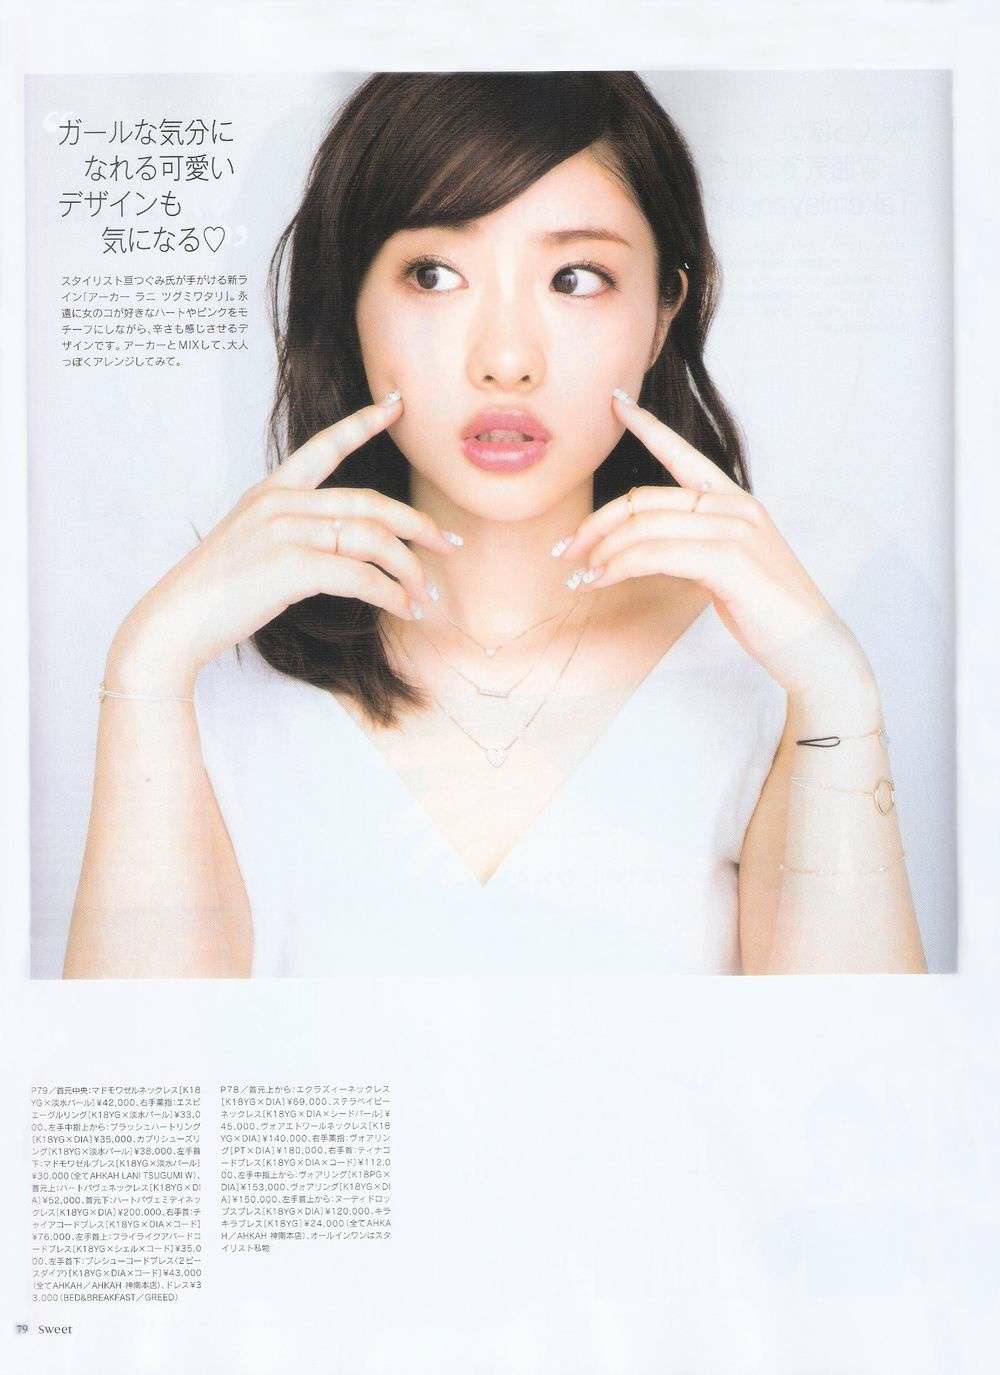 “ガールな気分に
なれる可愛い
デザインも
気になる♡”
スタイリスト亘つぐみ氏が手がける新ラ
イン「アーカー ラニ ツグミワタリ」。永
遠に女のコが好きなハートやピンクをモ
チーフにしながら、辛さも感じさせるデ
ザインです。アーカーとMIXして、大人
っぽくアレンジしてみて。
P79／首元中央:マドモワゼルネックレス[K18
YG×淡水パール]¥42,000、右手薬指:エスピ
エーグルリング[K18YG×淡水パール]¥33,0
00、左手中指上から:ブラッシュハートリング
[K18YG×DIA]¥35,000、カプリシューズリ
ング[K18YG×淡水パール]¥38,000、左手首
下:マドモワゼルブレス[K18YG×淡水パール]
¥30,000(全てAHKAH LANI TSUGUMI W)、
首元上:ハートパヴェネックレス[K18YG×DI
A]¥52,000、首元下:ハートパヴェミディネッ
クレス[K18YG×DIA]¥200,000、右手首:チ
ャイアコードブレス[K18YG×DIA×コード]
¥76,000、左手首上:フライライクアバードコ
ードブレス[K18YG×シェル×コード]¥35,0
00、左手首下:プレシューコードブレス〈2ピー
スダイア〉[K18YG×DIA×コード]¥43,000
(全てAHKAH／AHKAH 神南本店)、ドレス¥3
3,000(BED&BREAKFAST／GREED)
P78／首元上から:エクラズィーネックレス
[K18YG×DIA]¥69,000、ステラベイビー
ネックレス[K18YG×DIA×シードパール]¥
45,000、ヴォアエトワールネックレス[K18
YG×DIA]¥140,000、右手薬指:ヴォアリン
グ[PT×DIA]¥180,000、右手首:ティナコ
ードブレス[K18YG×DIA×コード]¥112,0
00、左手中指上から:ヴォアリング[K18PG×
DIA]¥153,000、ヴォアリング[K18YG×DI
A]¥150,000、左手首上から:ヌーディドロッ
プスブレス[K18YG×DIA]¥120,000、キラ
キラブレス[K18YG]¥24,000(全てAHKA
H／AHKAH 神南本店)、オールインワンはスタ
イリスト私物
79 sweet